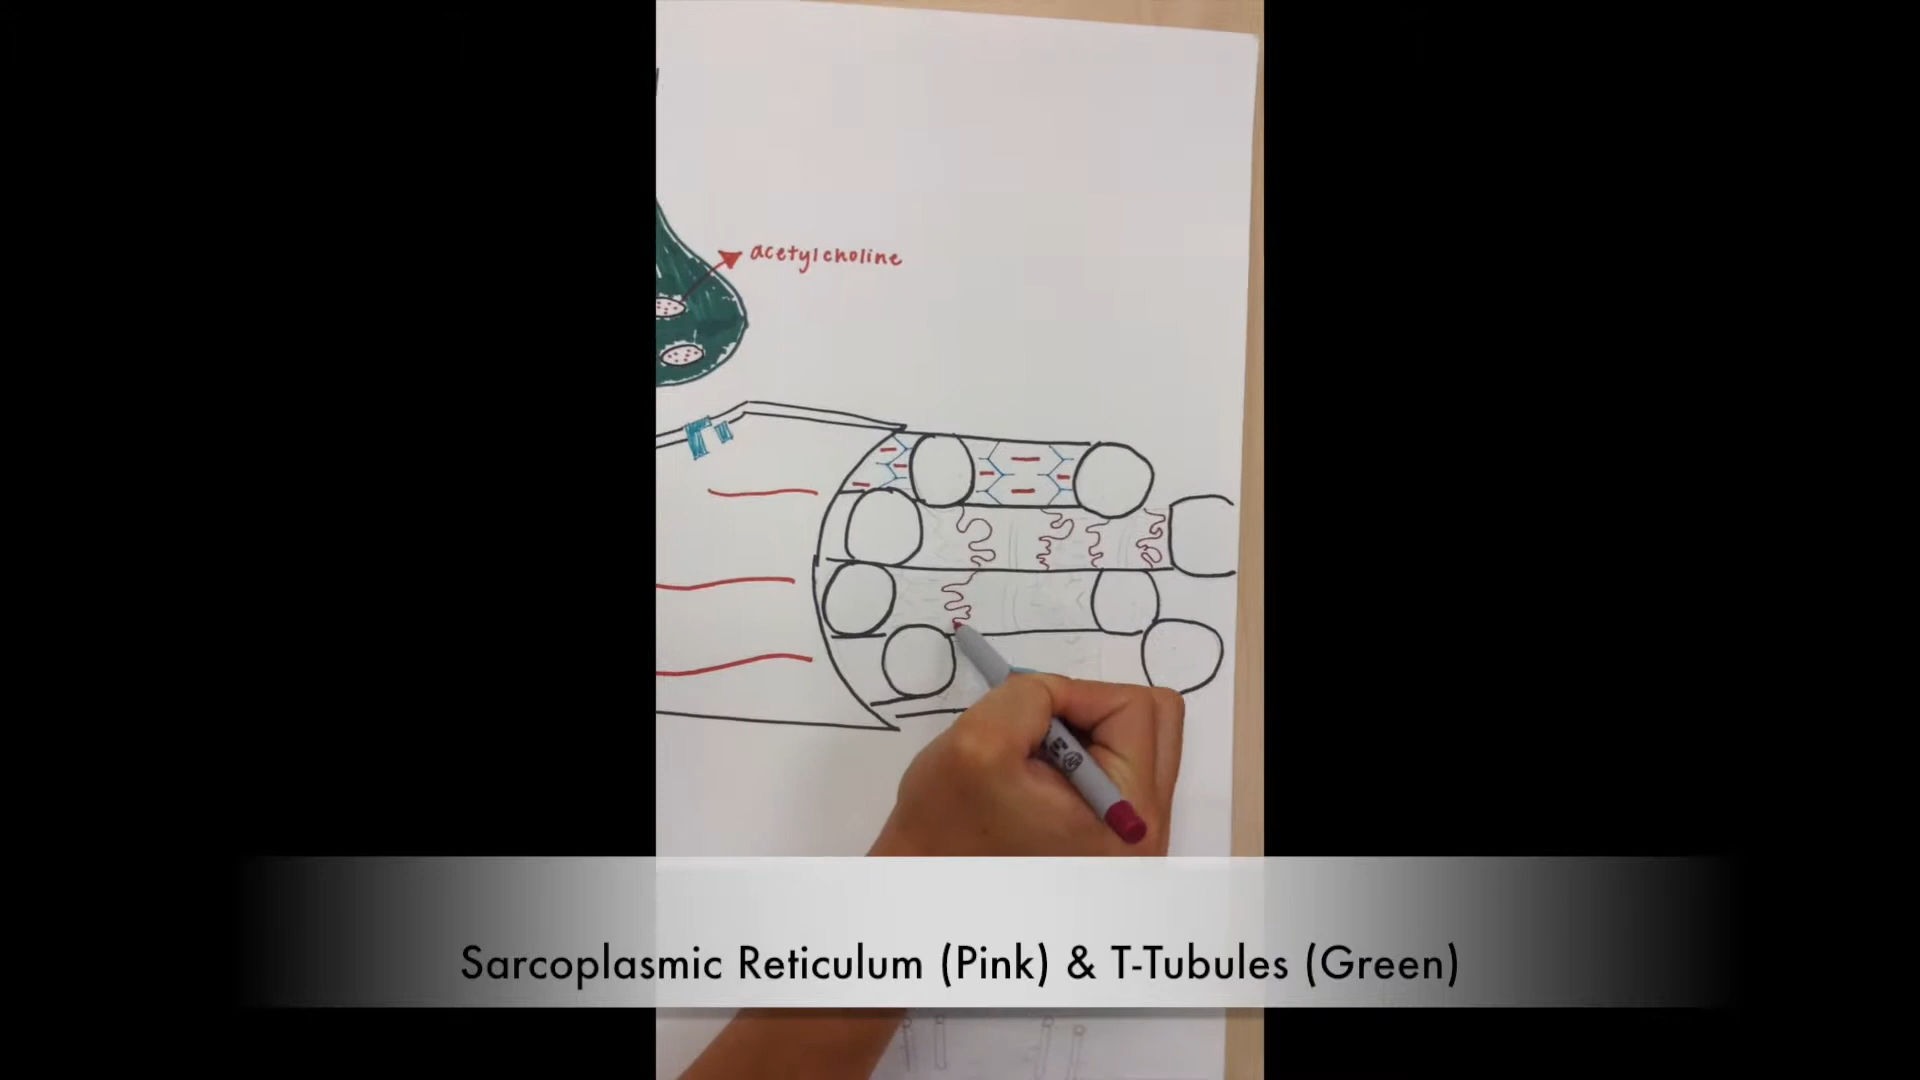 acetylcholine
Sarcoplasmic Reticulum (Pink) & T-Tubules (Green)